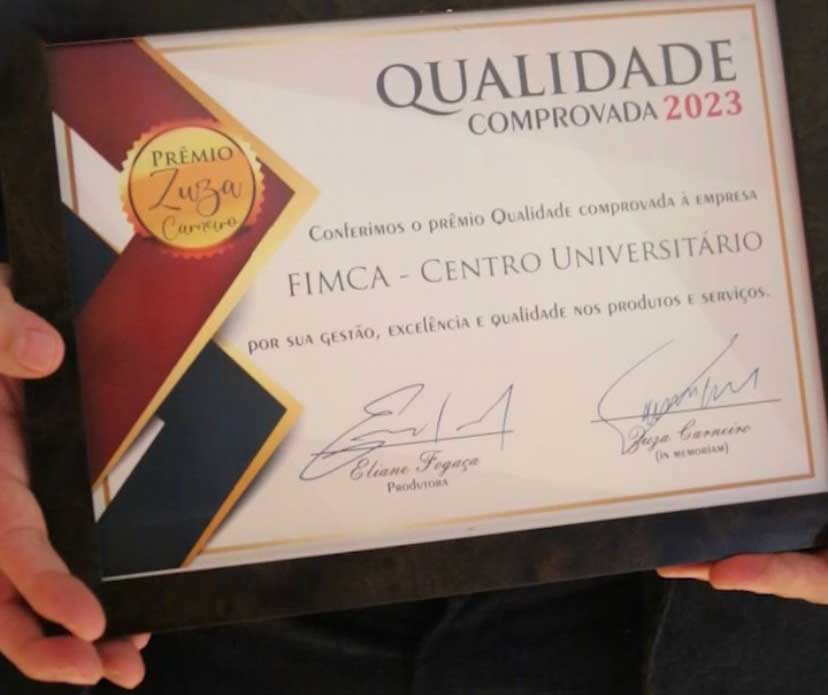 QUALIDADE
COMPROVADA 2023
PRÊMIO
Zuza
Carneiro
CONFERIMOS O PRÊMIO QUALIDADE COMPROVADA À EMPRESA
FIMCA - CENTRO UNIVERSITÁRIO
POR SUA GESTÃO, EXCELÊNCIA E QUALIDADE NOS PRODUTOS E SERVIÇOS.
Eliane Fogaça
PRODUTORA
Zuza Carneiro
(IN MEMORIAM)